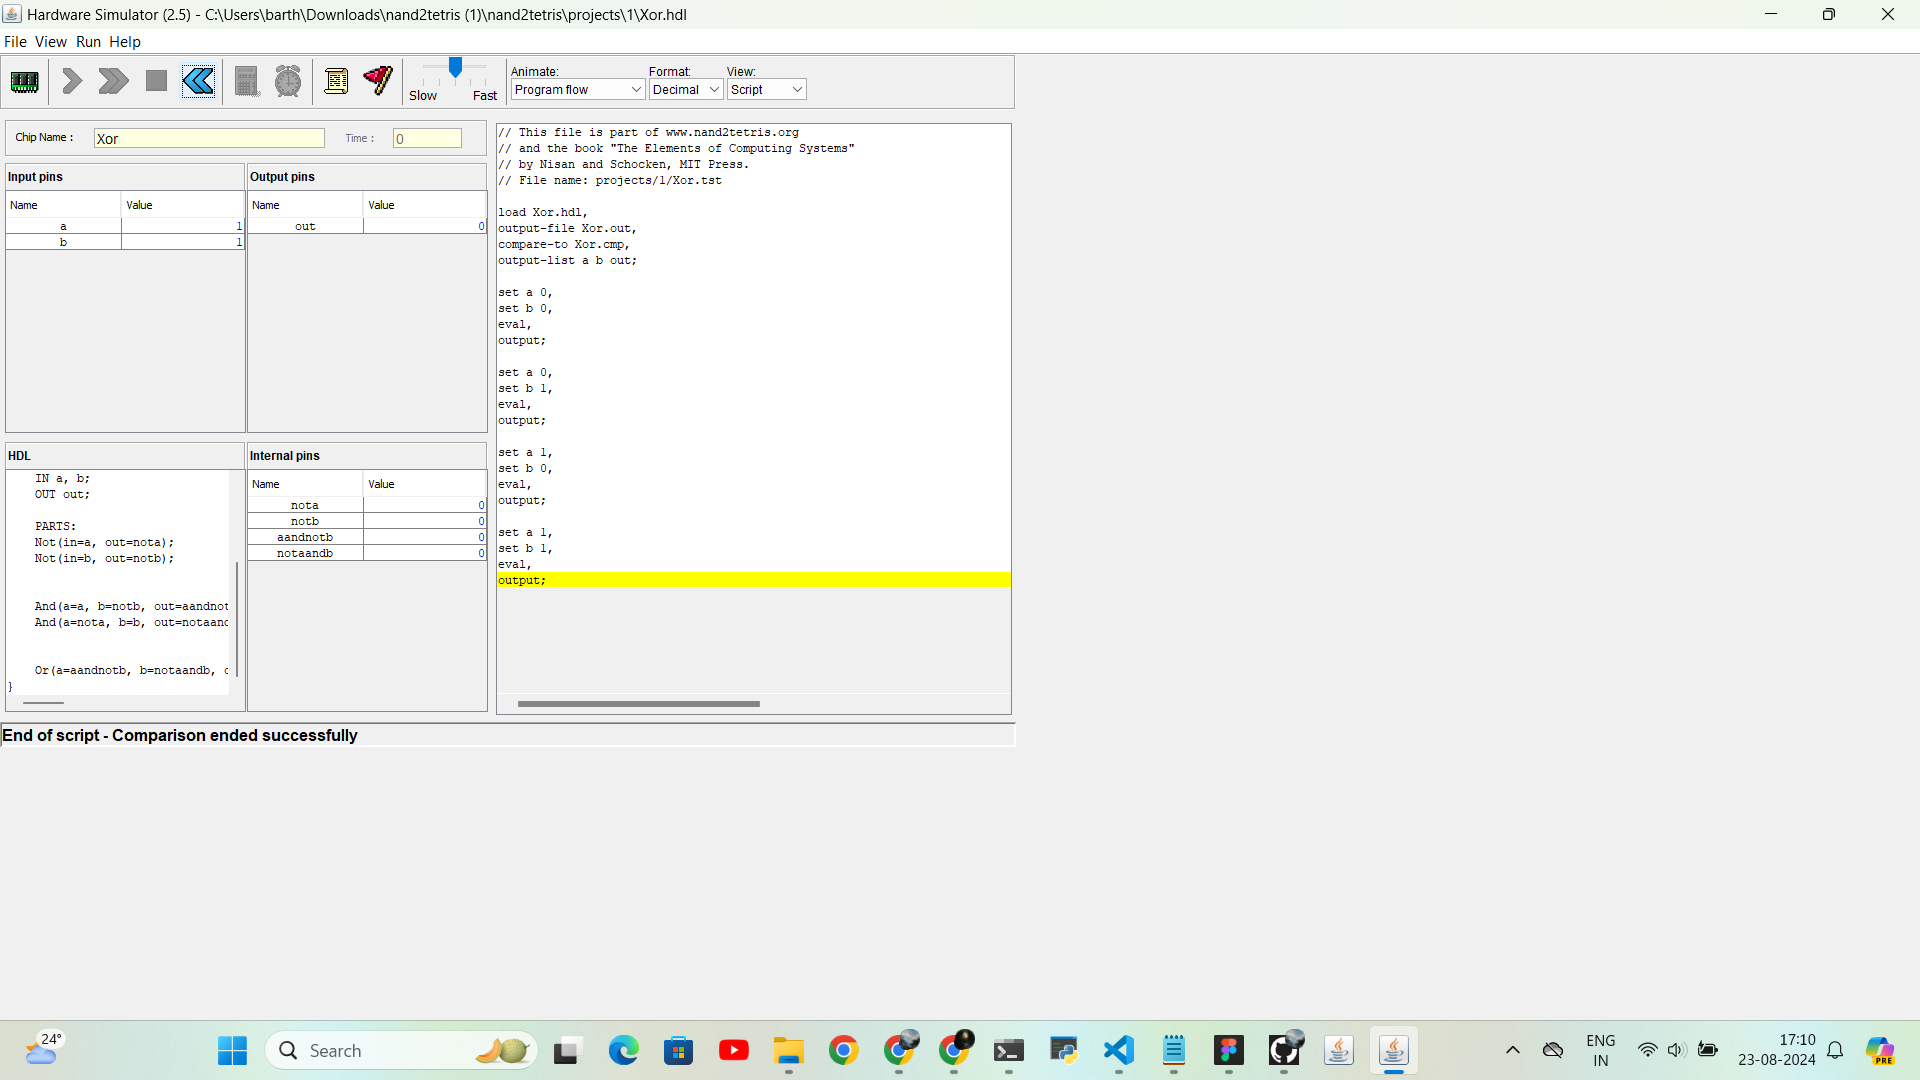 Hardware Simulator (2.5) - C:\Users\barth\Downloads\nand2tetris (1)\nand2tetris\projects\1\Xor.hdl
File View Run Help
Slow Fast
Animate: Format: View:
Program flow Decimal Script
Chip Name : Xor Time : 0
Input pins
Name Value
a 1
b 1
Output pins
Name Value
out 0
HDL
IN a, b;
OUT out;
PARTS:
Not(in=a, out=nota);
Not(in=b, out=notb);
And(a=a, b=notb, out=aandnot
And(a=nota, b=b, out=notaand
Or(a=aandnotb, b=notaandb, o
}
Internal pins
Name Value
nota 0
notb 0
aandnotb 0
notaandb 0
// This file is part of www.nand2tetris.org
// and the book "The Elements of Computing Systems"
// by Nisan and Schocken, MIT Press.
// File name: projects/1/Xor.tst
load Xor.hdl,
output-file Xor.out,
compare-to Xor.cmp,
output-list a b out;
set a 0,
set b 0,
eval,
output;
set a 0,
set b 1,
eval,
output;
set a 1,
set b 0,
eval,
output;
set a 1,
set b 1,
eval,
output;
End of script - Comparison ended successfully
24°
Search
ENG
IN
17:10
23-08-2024
PRE